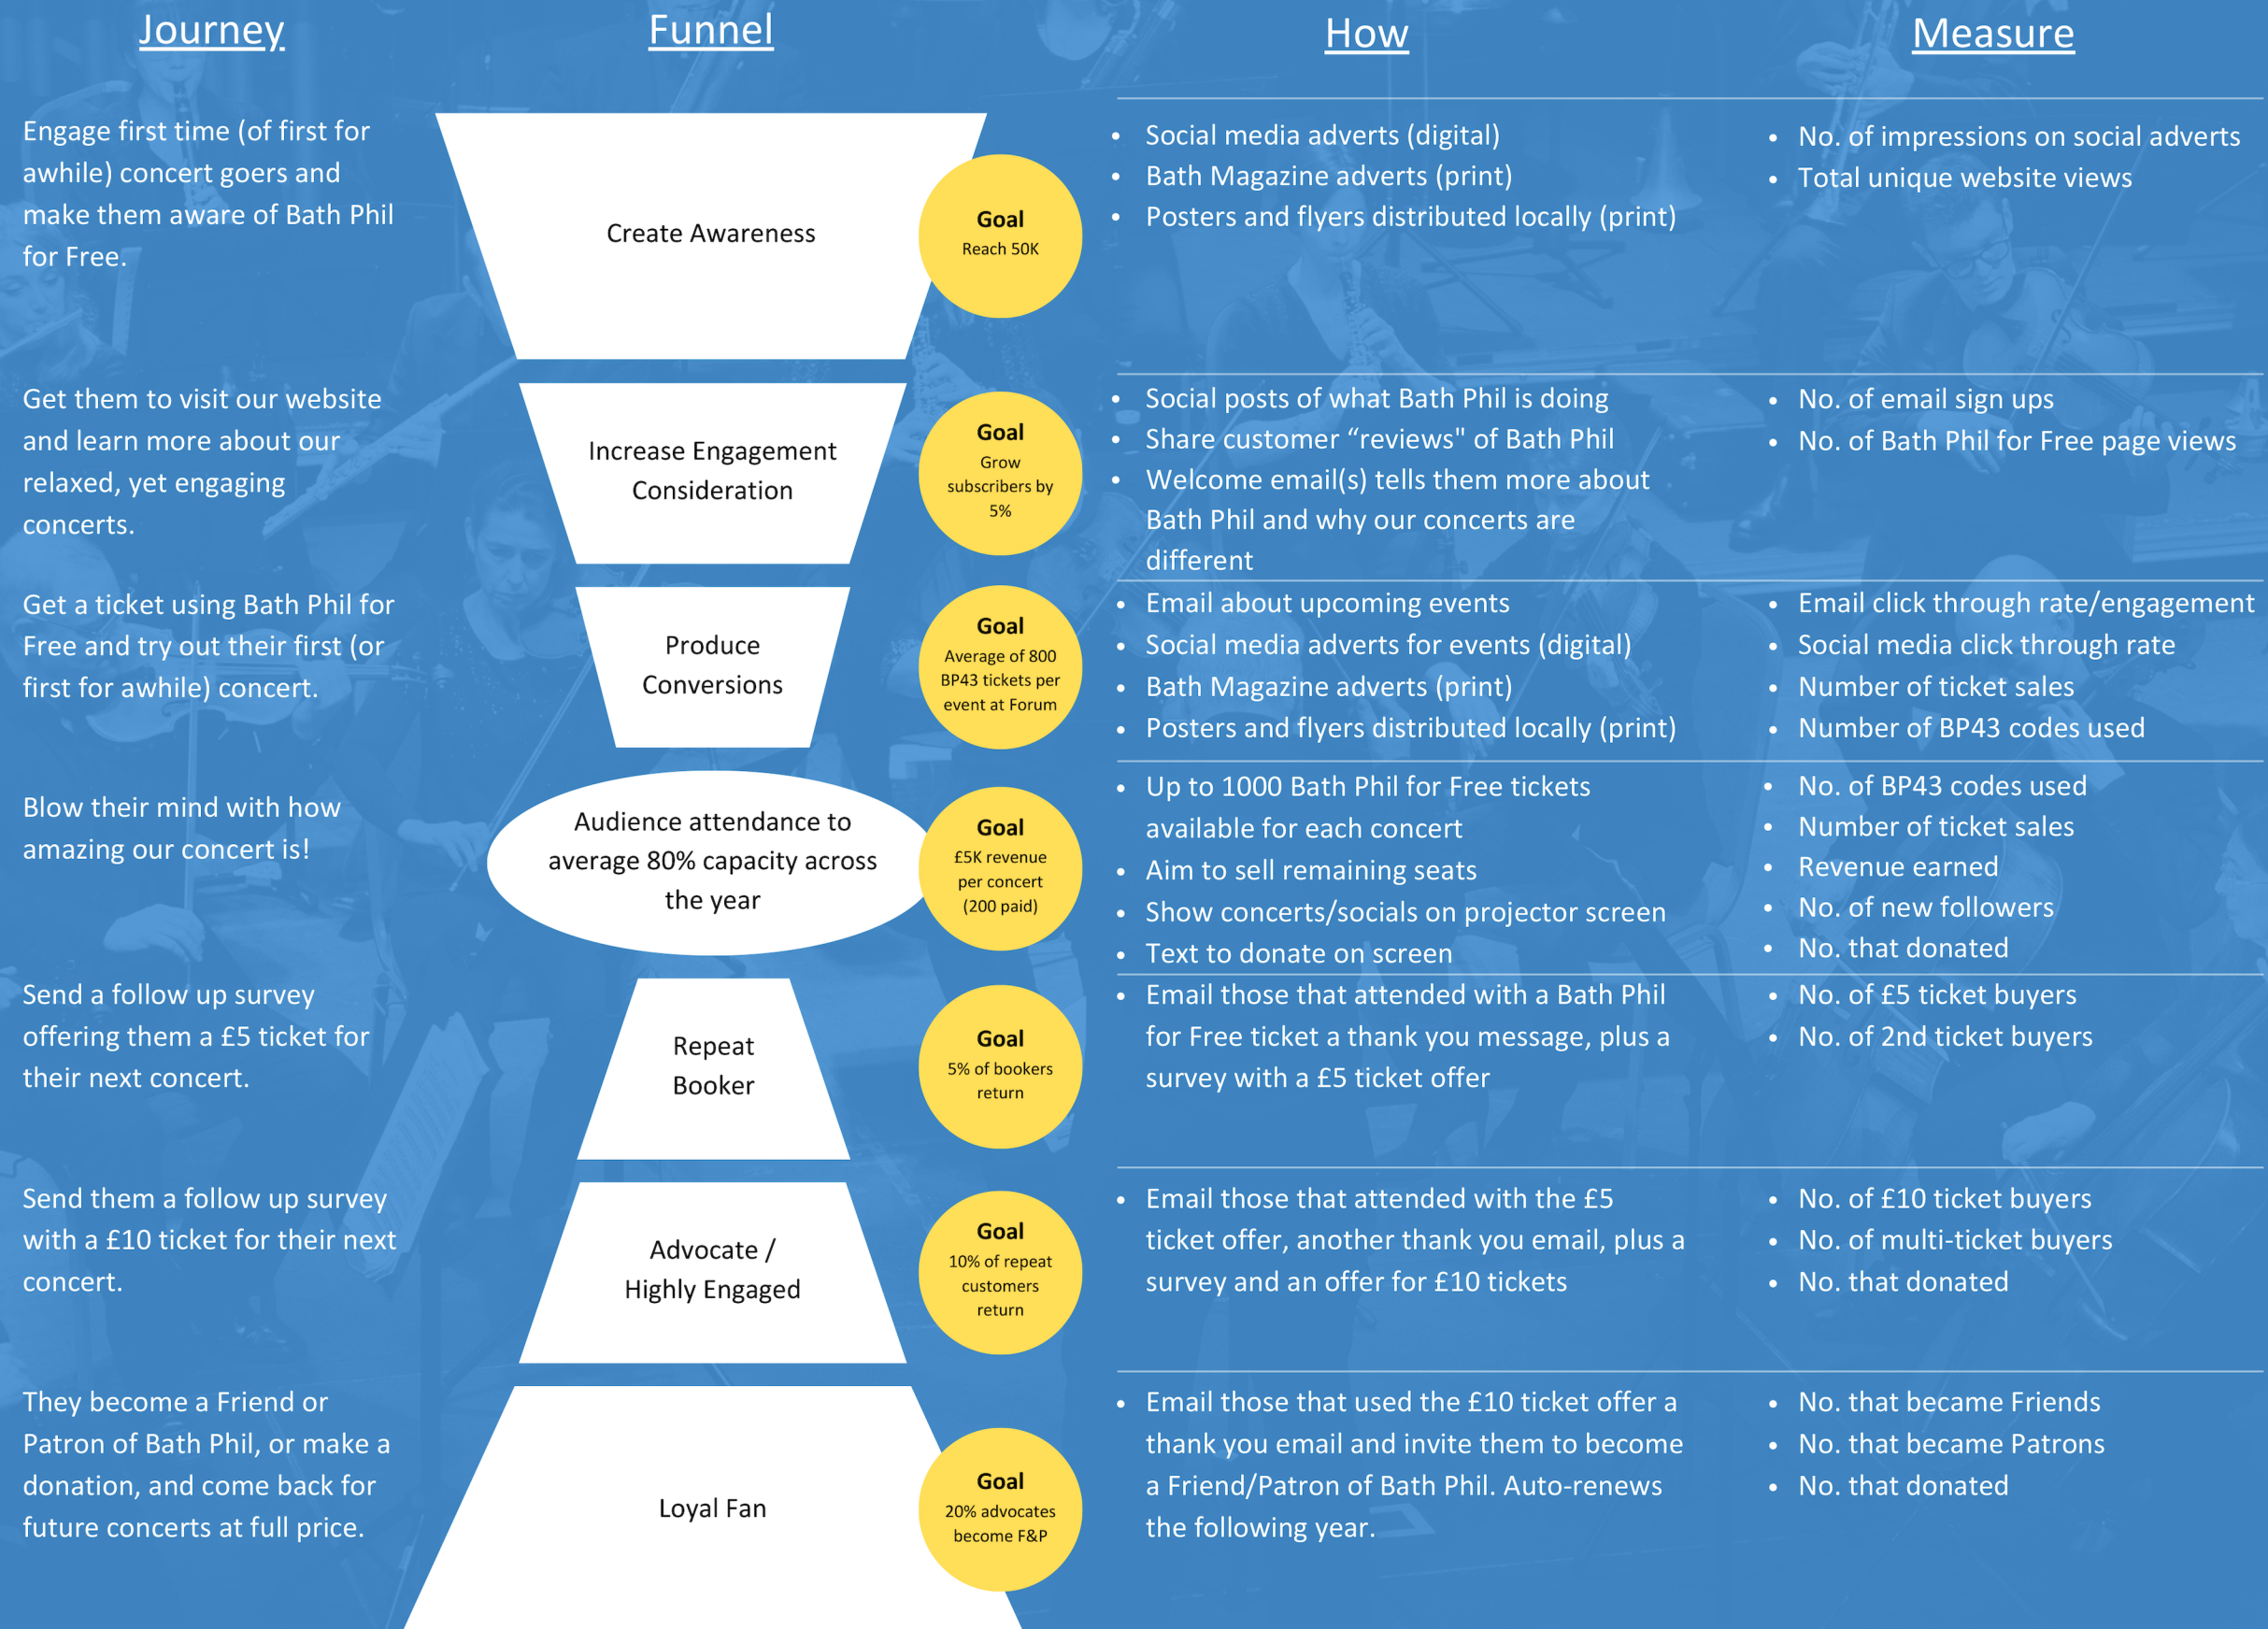 Journey
Funnel
How
Measure
Engage first time (of first for
awhile) concert goers and
make them aware of Bath Phil
for Free.
Create Awareness
Goal
Reach 50K
• Social media adverts (digital)
• Bath Magazine adverts (print)
• Posters and flyers distributed locally (print)
• No. of impressions on social adverts
• Total unique website views
Get them to visit our website
and learn more about our
relaxed, yet engaging
concerts.
Increase Engagement
Consideration
Goal
Grow
subscribers by
5%
• Social posts of what Bath Phil is doing
• Share customer “reviews" of Bath Phil
• Welcome email(s) tells them more about
Bath Phil and why our concerts are
different
• No. of email sign ups
• No. of Bath Phil for Free page views
Get a ticket using Bath Phil for
Free and try out their first (or
first for awhile) concert.
Produce
Conversions
Goal
Average of 800
BP43 tickets per
event at Forum
• Email about upcoming events
• Social media adverts for events (digital)
• Bath Magazine adverts (print)
• Posters and flyers distributed locally (print)
• Email click through rate/engagement
• Social media click through rate
• Number of ticket sales
• Number of BP43 codes used
Blow their mind with how
amazing our concert is!
Audience attendance to
average 80% capacity across
the year
Goal
£5K revenue
per concert
(200 paid)
• Up to 1000 Bath Phil for Free tickets
available for each concert
• Aim to sell remaining seats
• Show concerts/socials on projector screen
• Text to donate on screen
• No. of BP43 codes used
• Number of ticket sales
• Revenue earned
• No. of new followers
• No. that donated
Send a follow up survey
offering them a £5 ticket for
their next concert.
Repeat
Booker
Goal
5% of bookers
return
• Email those that attended with a Bath Phil
for Free ticket a thank you message, plus a
survey with a £5 ticket offer
• No. of £5 ticket buyers
• No. of 2nd ticket buyers
Send them a follow up survey
with a £10 ticket for their next
concert.
Advocate /
Highly Engaged
Goal
10% of repeat
customers
return
• Email those that attended with the £5
ticket offer, another thank you email, plus a
survey and an offer for £10 tickets
• No. of £10 ticket buyers
• No. of multi-ticket buyers
• No. that donated
They become a Friend or
Patron of Bath Phil, or make a
donation, and come back for
future concerts at full price.
Loyal Fan
Goal
20% advocates
become F&P
• Email those that used the £10 ticket offer a
thank you email and invite them to become
a Friend/Patron of Bath Phil. Auto-renews
the following year.
• No. that became Friends
• No. that became Patrons
• No. that donated